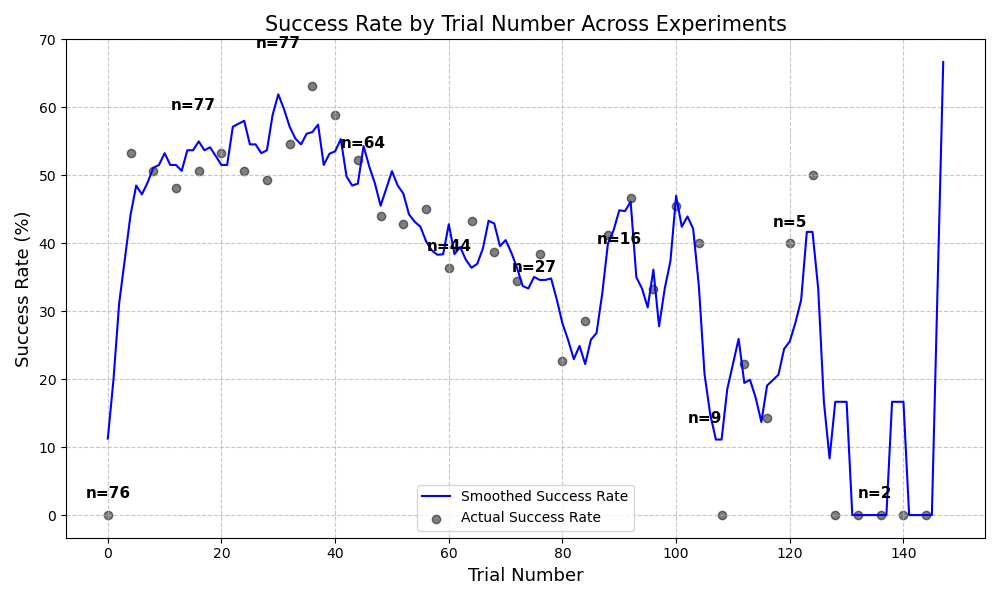 Success Rate by Trial Number Across Experiments
Success Rate (%)
70
60
50
40
30
20
10
0
n=76
n=77
n=77
n=64
n=44
n=27
n=16
n=9
n=5
n=2
Smoothed Success Rate
Actual Success Rate
0 20 40 60 80 100 120 140
Trial Number